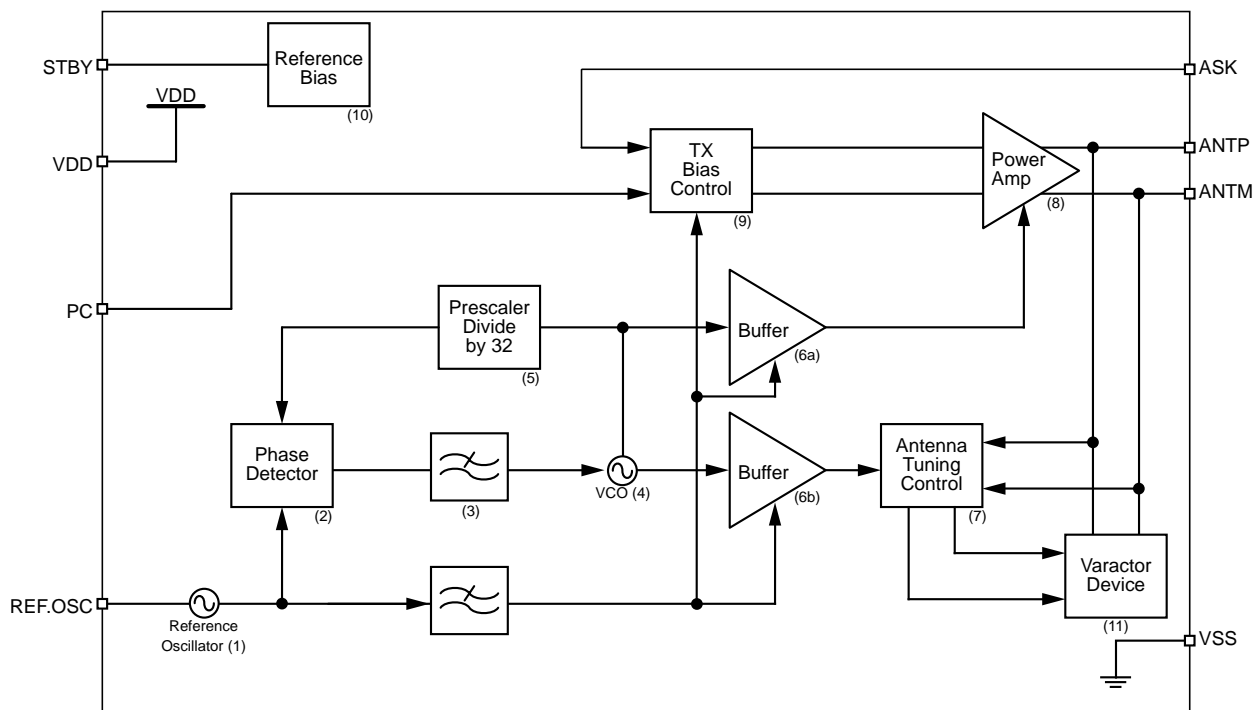 STBY
Reference
Bias
(10)
ASK
VDD
VDD
TX
Bias
Control
(9)
Power
Amp
(8)
ANTP
ANTM
PC
Prescaler
Divide
by 32
(5)
Buffer
(6a)
Phase
Detector
(2)
(3)
VCO (4)
Buffer
(6b)
Antenna
Tuning
Control
(7)
Varactor
Device
(11)
REF.OSC
Reference
Oscillator (1)
VSS